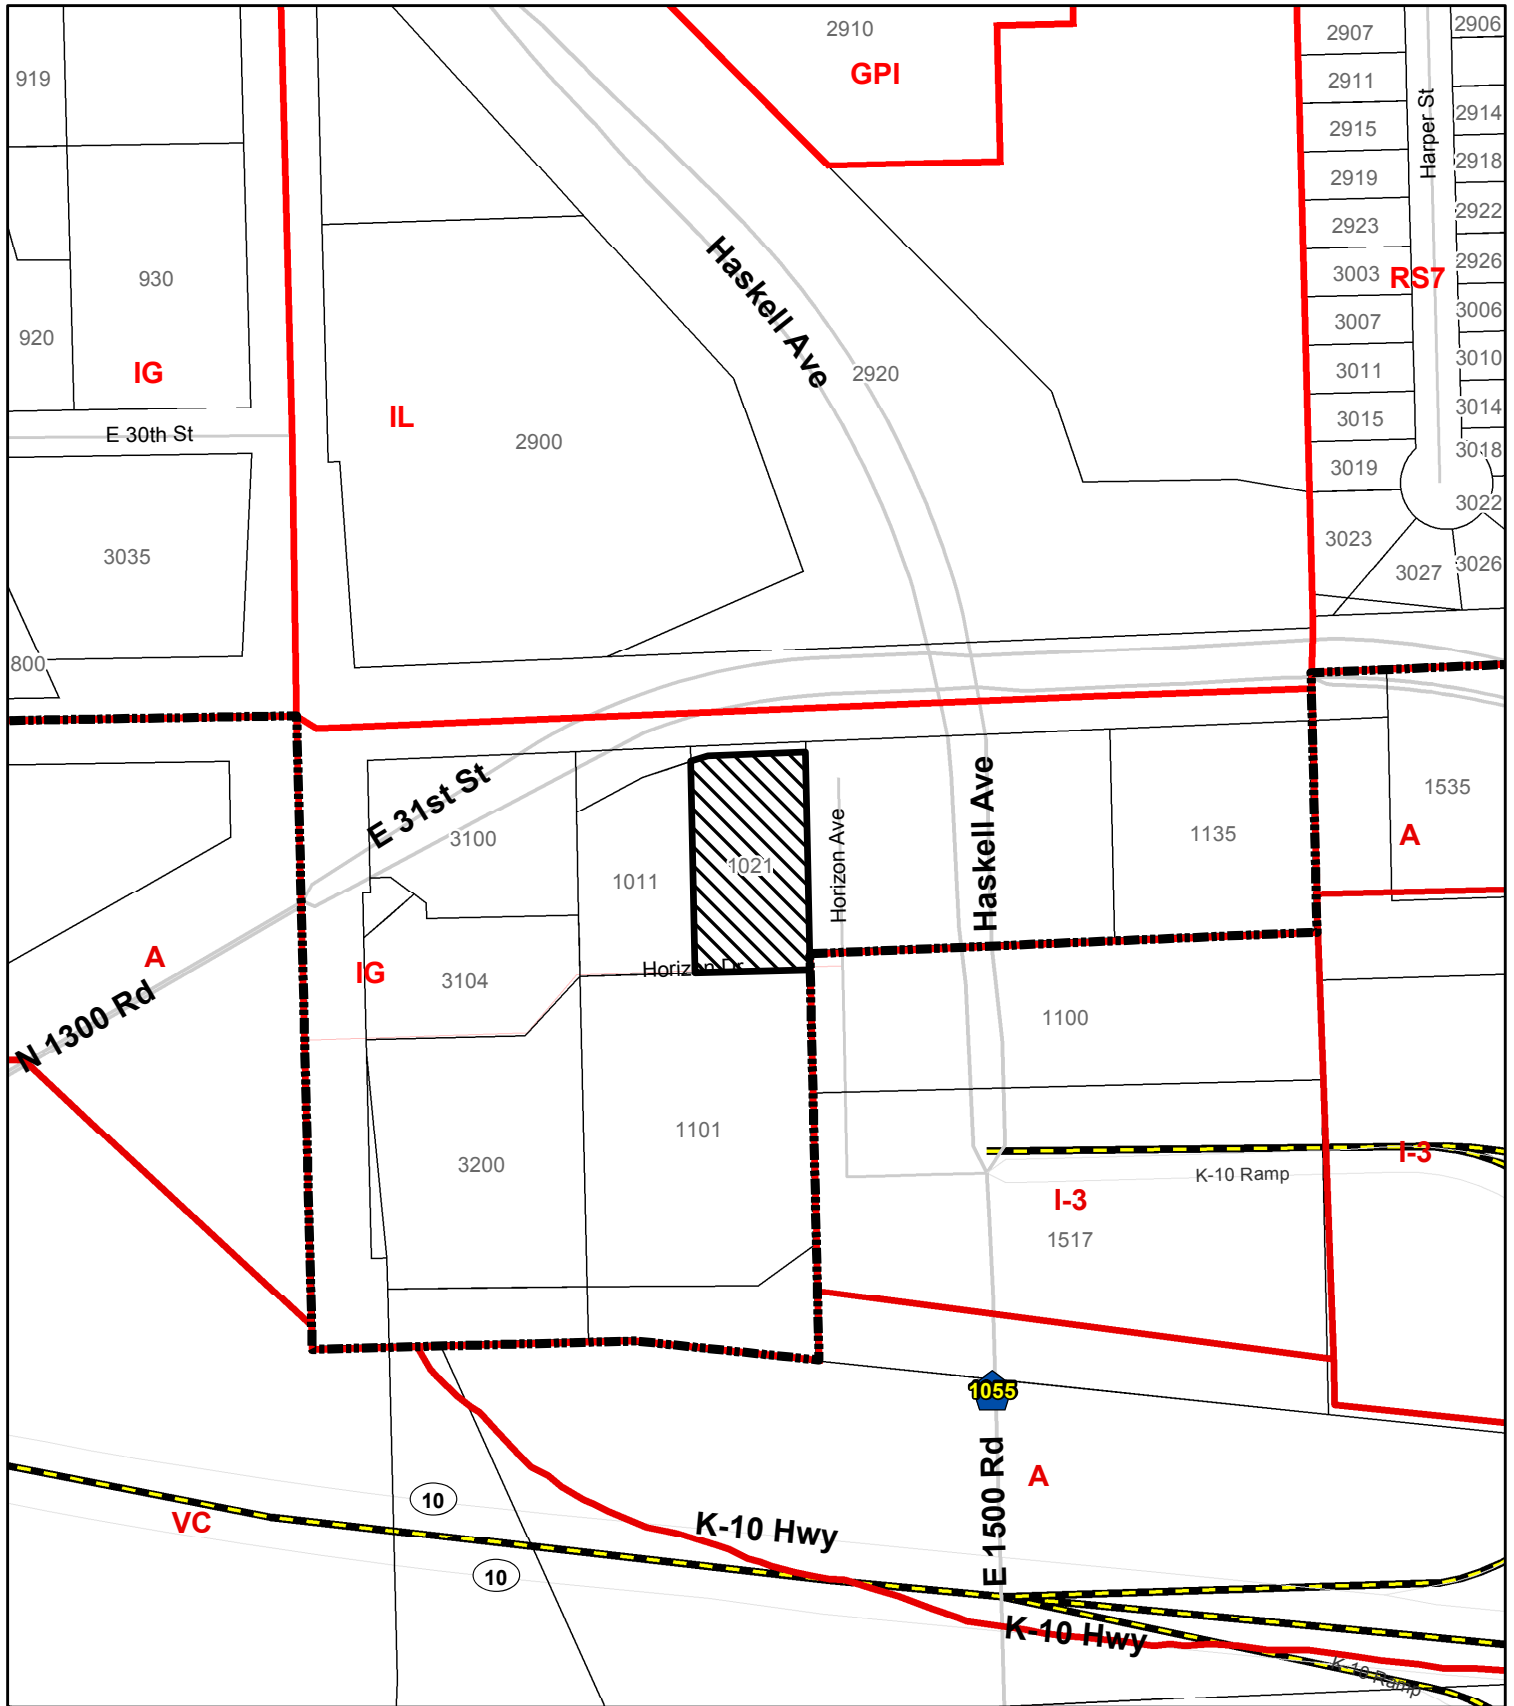 2910
2907
2906
919
GPI
2911
Harper St
2914
2915
2918
2919
2922
2923
2926
930
Haskell Ave
3003
RS7
3006
920
3007
3010
IG
2920
3011
IL
3014
E 30th St
2900
3015
3018
3019
3022
3035
3023
3027
3026
800
E 31st St
Haskell Ave
1535
3100
Horizon Ave
1135
A
1021
1011
A
IG
3104
Horizon Dr
N 1300 Rd
1100
1101
3200
I-3
K-10 Ramp
I-3
1517
1055
E 1500 Rd
A
10
VC
K-10 Hwy
10
K-10 Hwy
K-10 Ramp